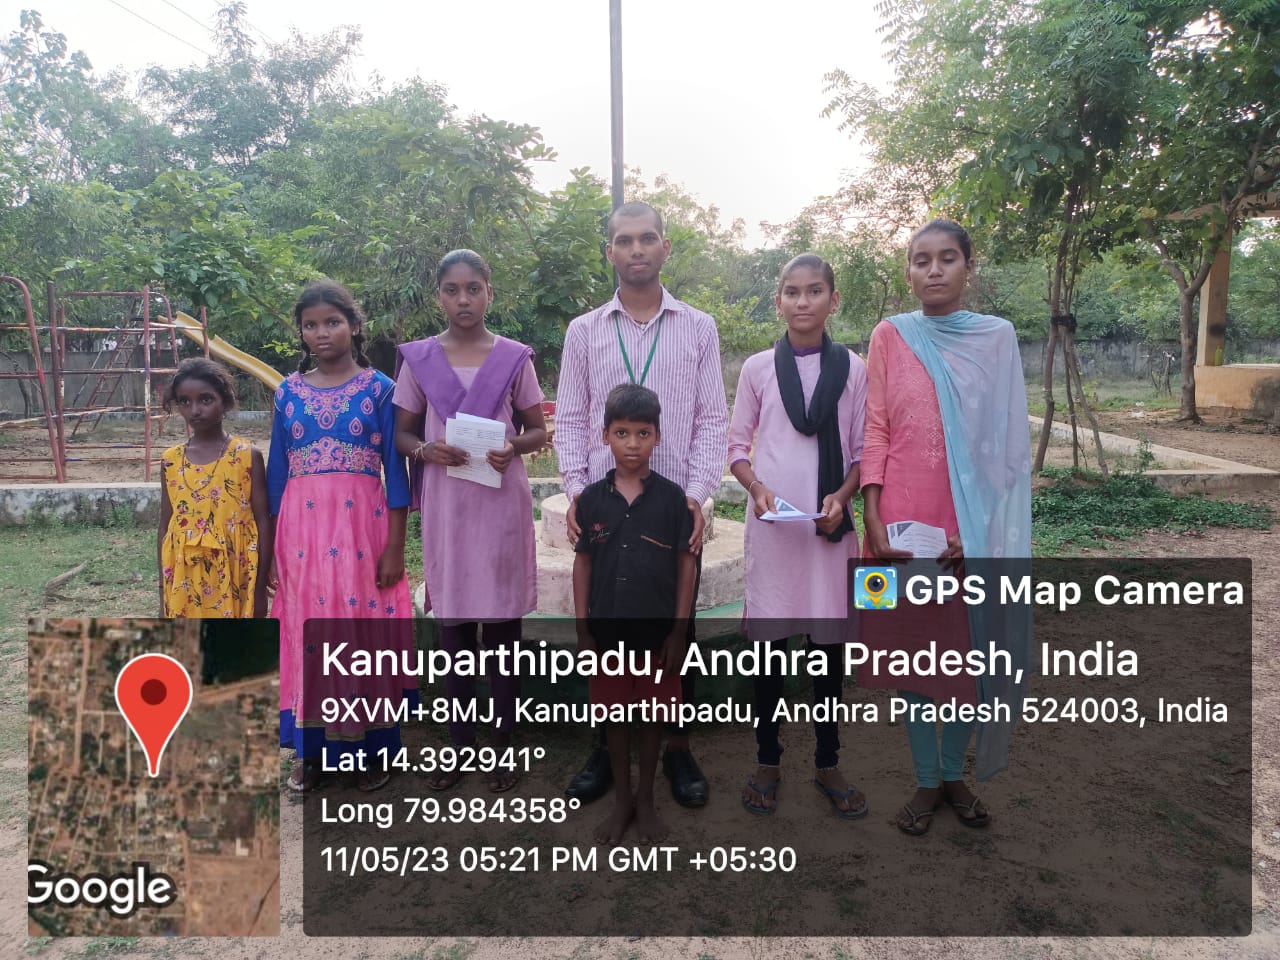 GPS Map Camera
Kanuparthipadu, Andhra Pradesh, India
9XVM+8MJ, Kanuparthipadu, Andhra Pradesh 524003, India
Lat 14.392941°
Long 79.984358°
11/05/23 05:21 PM GMT +05:30
Google